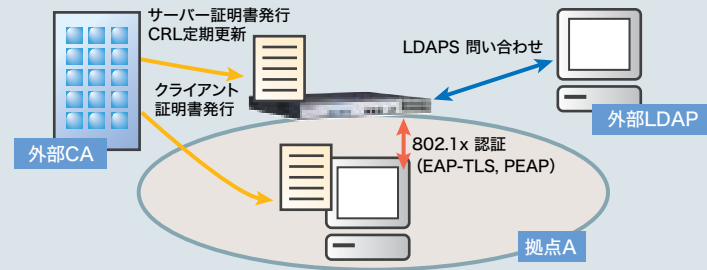 サーバー証明書発行
CRL定期更新
LDAPS 問い合わせ
クライアント
証明書発行
外部CA
外部LDAP
802.1x 認証
(EAP-TLS, PEAP)
拠点A